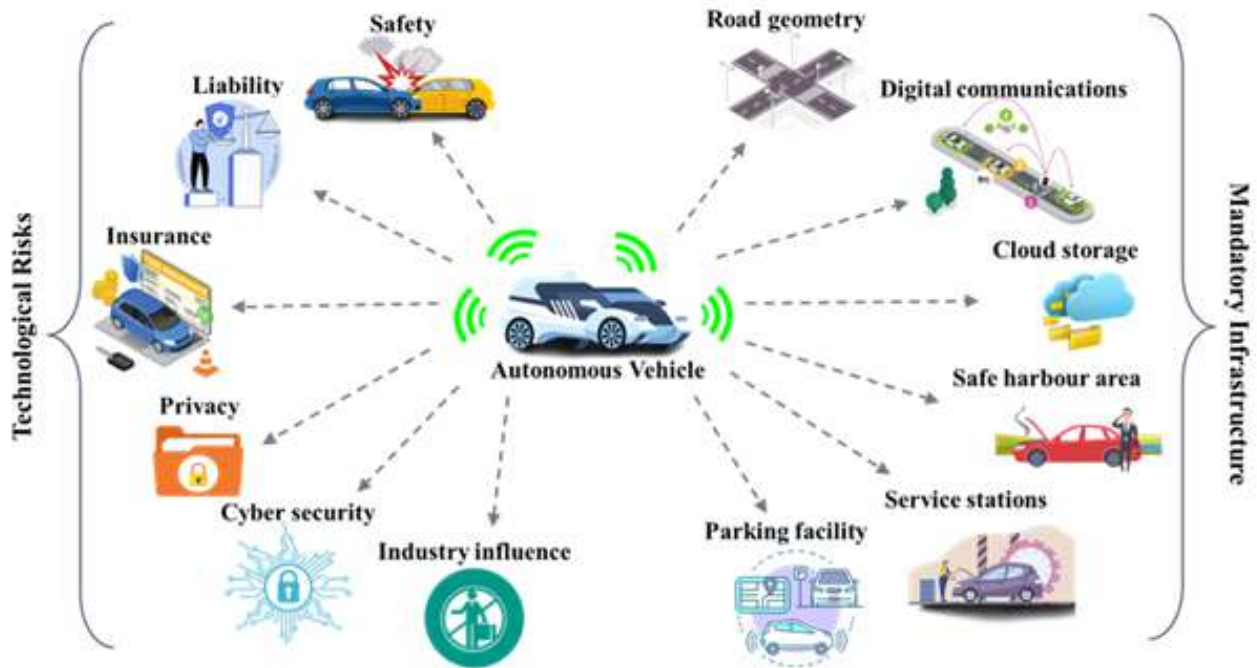 Safety
Liability
Insurance
Privacy
Cyber security
Industry influence
Technological Risks
Autonomous Vehicle
Road geometry
Digital communications
Cloud storage
Safe harbour area
Service stations
Parking facility
Mandatory Infrastructure